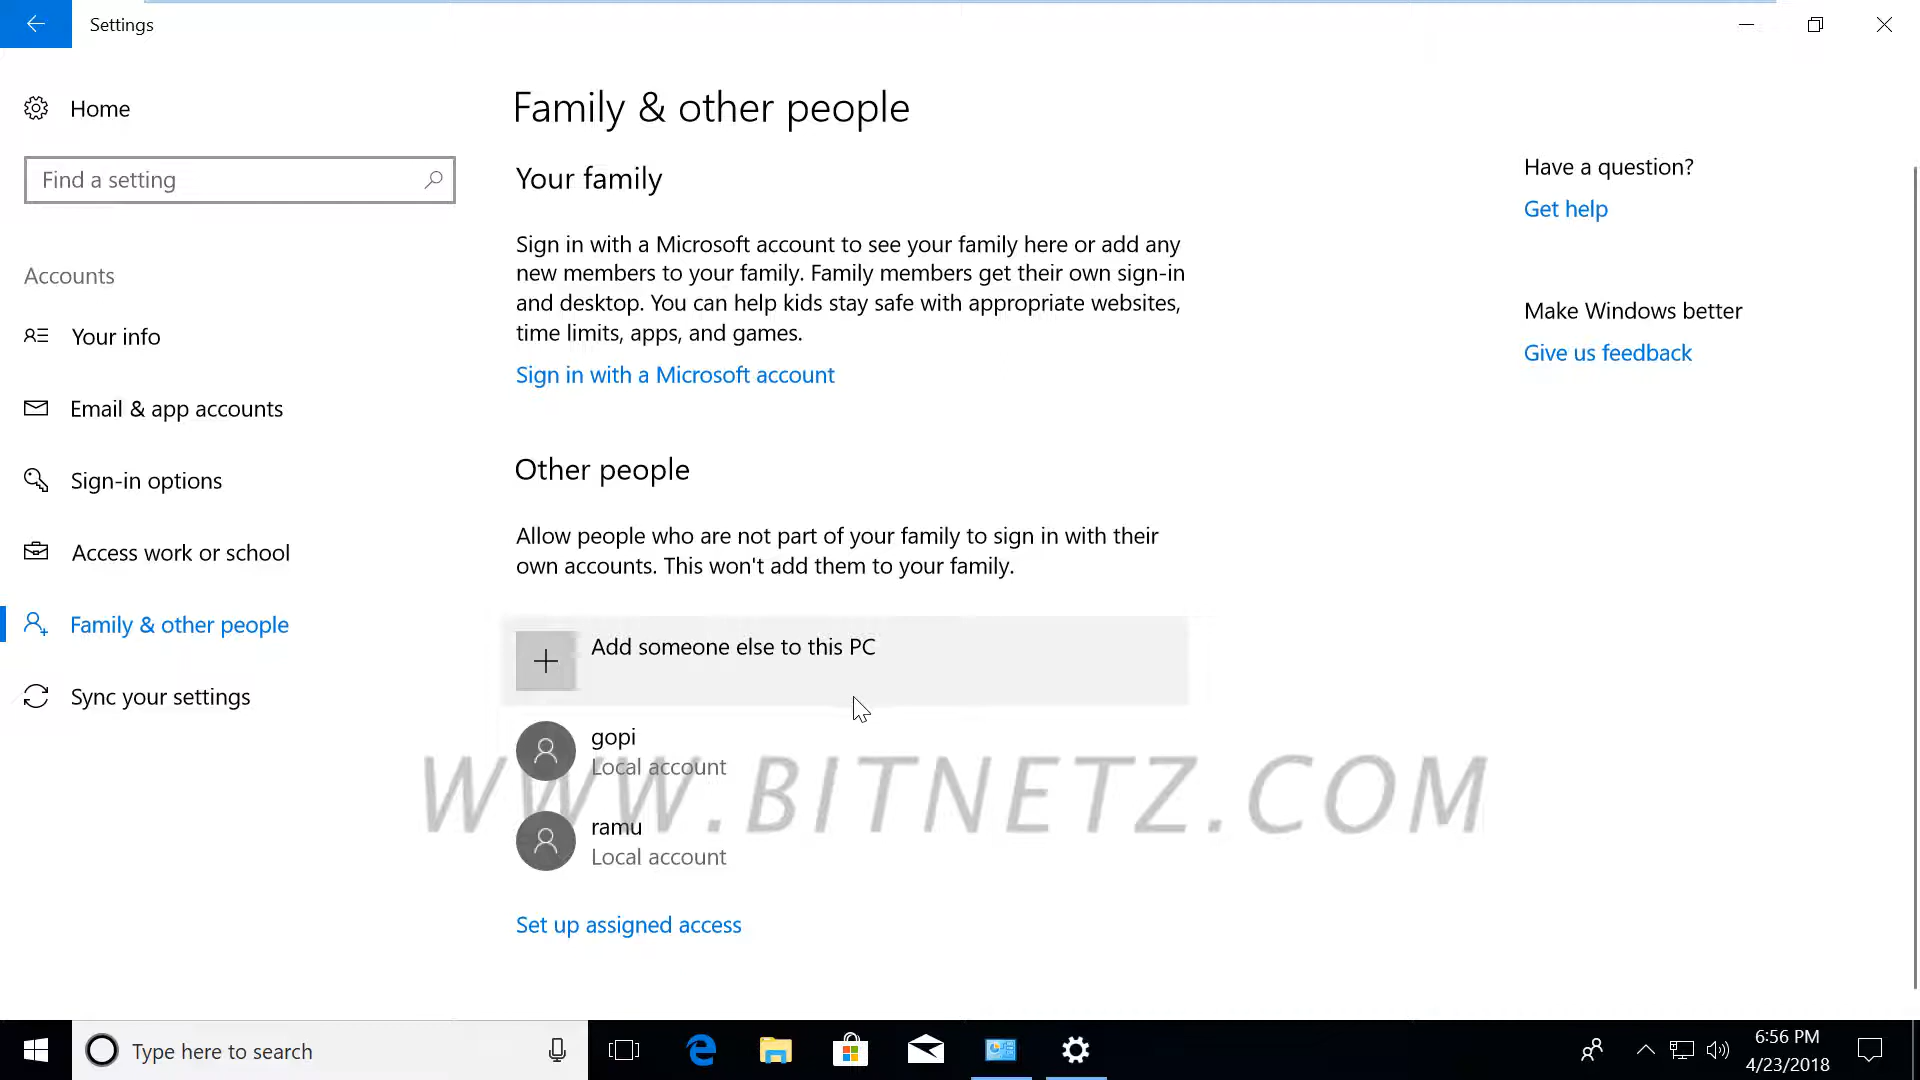 Settings
Home
Find a setting
Accounts
Your info
Email & app accounts
Sign-in options
Access work or school
Family & other people
Sync your settings
Family & other people
Your family
Sign in with a Microsoft account to see your family here or add any
new members to your family. Family members get their own sign-in
and desktop. You can help kids stay safe with appropriate websites,
time limits, apps, and games.
Sign in with a Microsoft account
Other people
Allow people who are not part of your family to sign in with their
own accounts. This won't add them to your family.
Add someone else to this PC
gopi
Local account
ramu
Local account
Set up assigned access
Have a question?
Get help
Make Windows better
Give us feedback
WWW.BITNETZ.COM
Type here to search
6:56 PM
4/23/2018